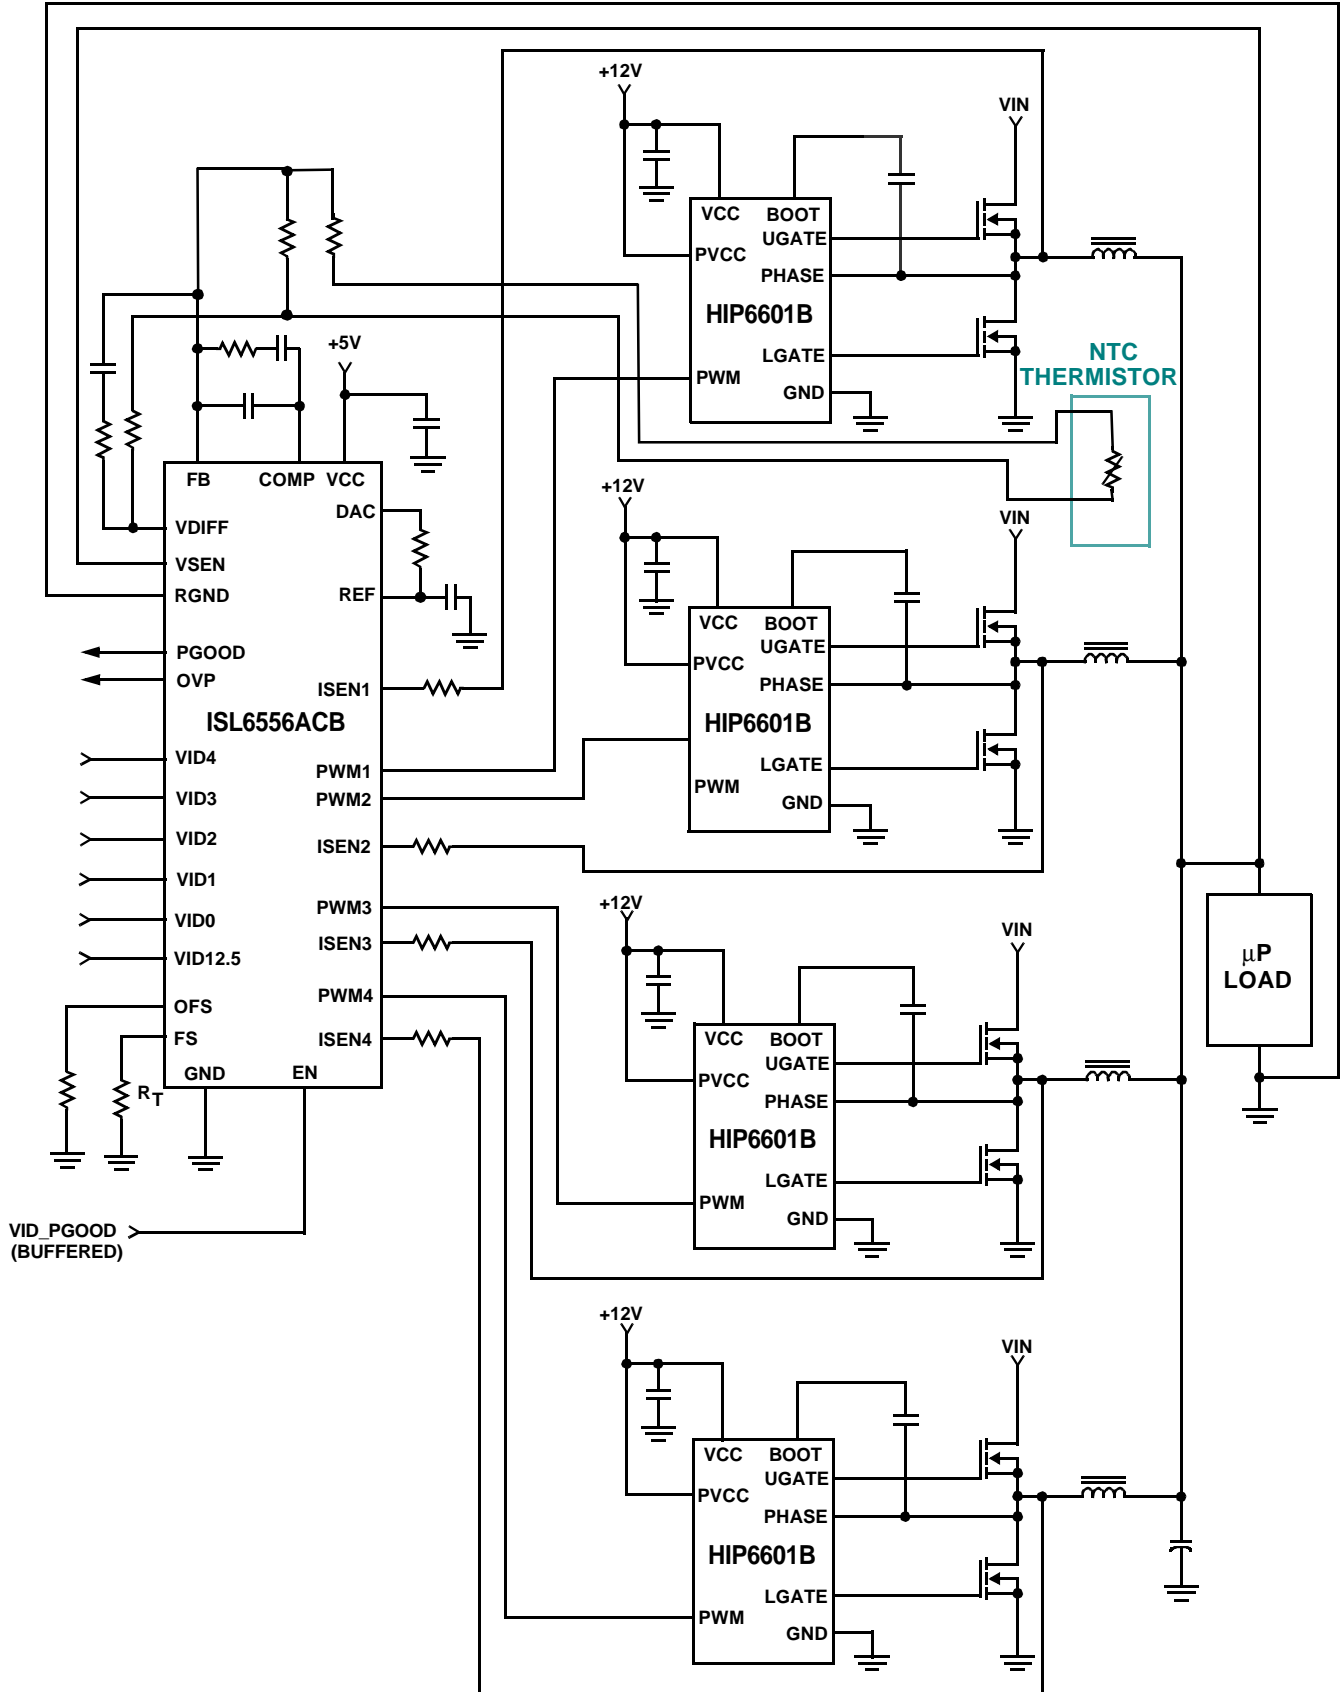 +12V
VIN
VCC
BOOT
UGATE
PVCC
PHASE
HIP6601B
LGATE
PWM
GND
NTC
THERMISTOR
+5V
FB
COMP
VCC
DAC
VDIFF
VSEN
RGND
REF
PGOOD
OVP
ISEN1
ISL6556ACB
VID4
PWM1
VID3
PWM2
VID2
ISEN2
VID1
PWM3
VID0
ISEN3
VID12.5
PWM4
OFS
FS
ISEN4
GND
EN
RT
VID_PGOOD
(BUFFERED)
+12V
VIN
VCC
BOOT
UGATE
PVCC
PHASE
HIP6601B
LGATE
PWM
GND
+12V
VIN
VCC
BOOT
UGATE
PVCC
PHASE
HIP6601B
LGATE
PWM
GND
µP
LOAD
+12V
VIN
VCC
BOOT
UGATE
PVCC
PHASE
HIP6601B
LGATE
PWM
GND